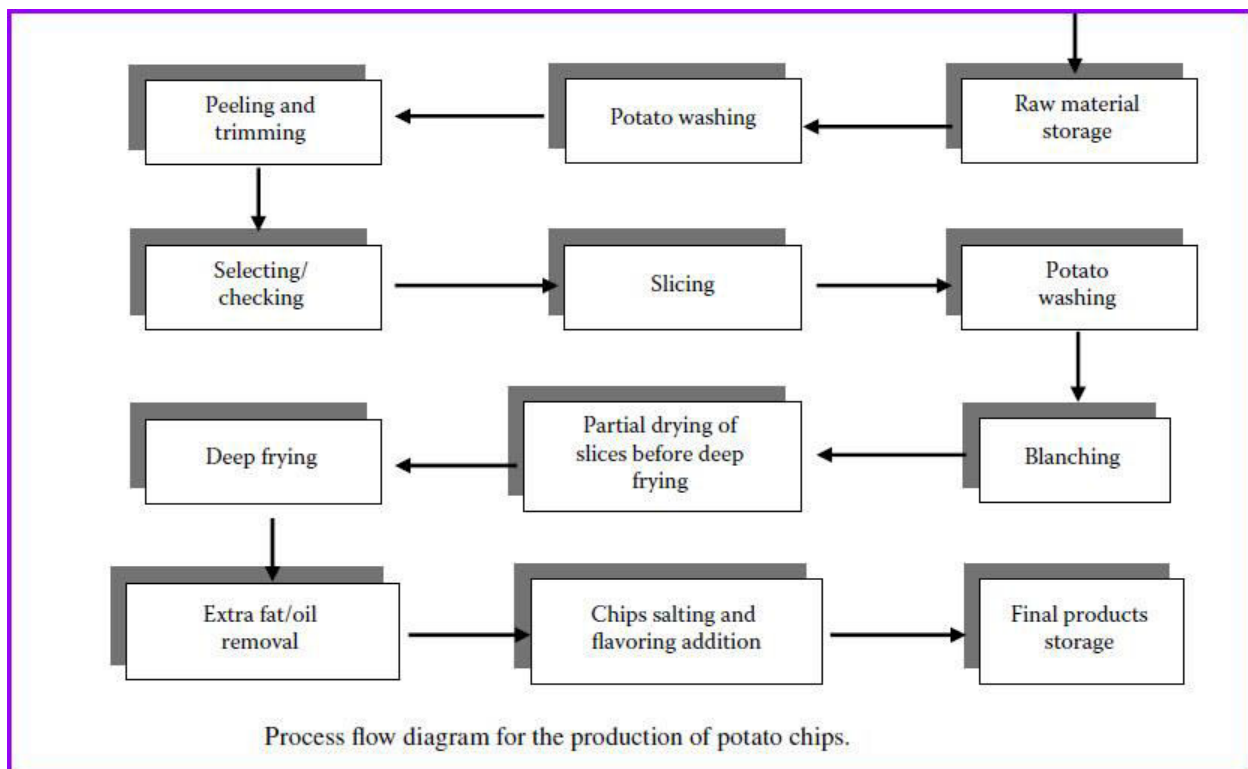 Peeling and
trimming
Potato washing
Raw material
storage
Selecting/
checking
Slicing
Potato
washing
Deep frying
Partial drying of
slices before deep
frying
Blanching
Extra fat/oil
removal
Chips salting and
flavoring addition
Final products
storage
Process flow diagram for the production of potato chips.